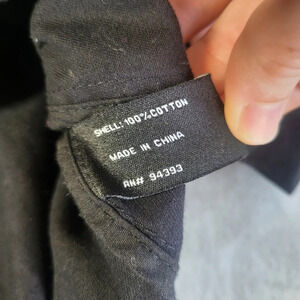 SHELL: 100% COTTON
MADE IN CHINA
RN# 94393